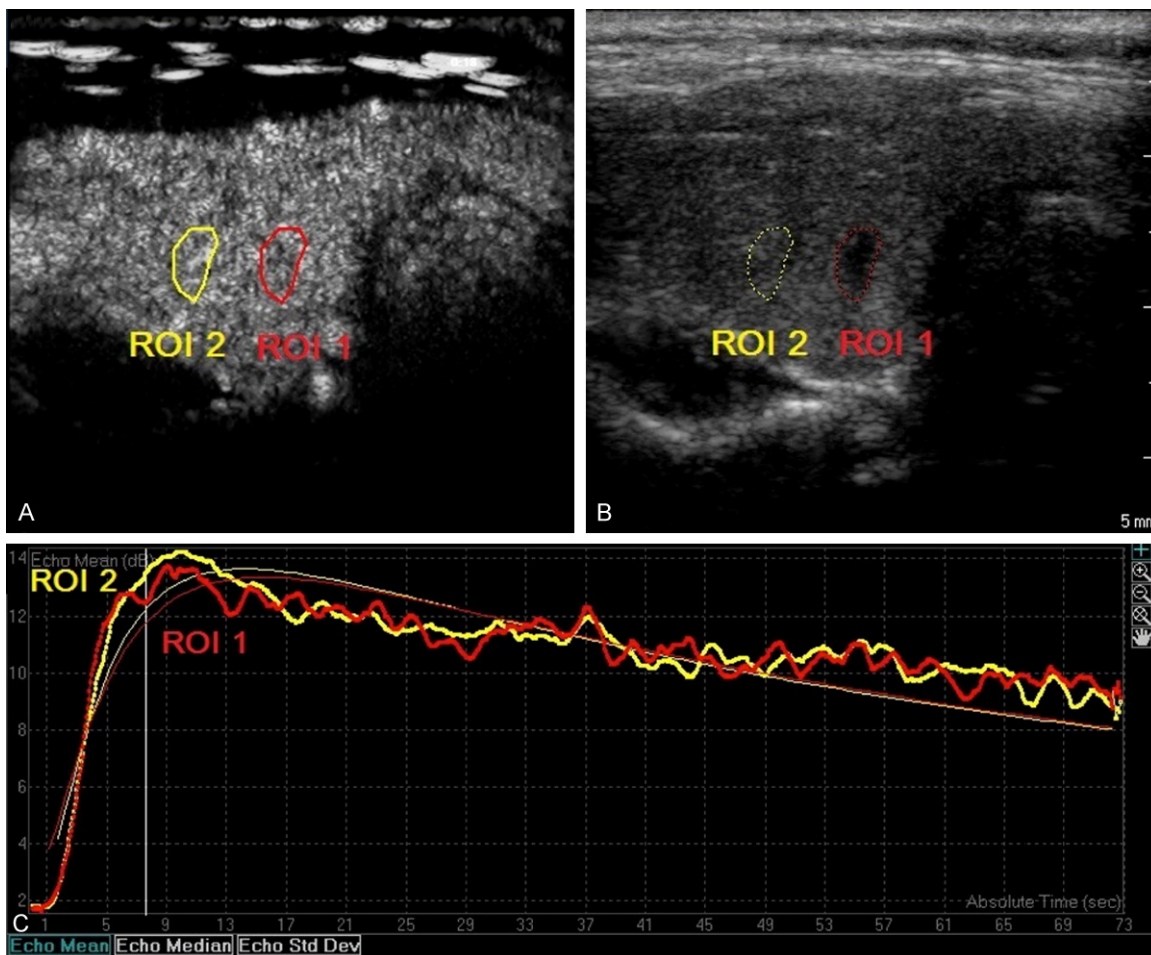 0:18
ROI 2
ROI 1
A
ROI 2
ROI 1
B
5 mm
14
Echo Mean (dB)
ROI 2
12
ROI 1
10
8
6
4
2
Absolute Time (sec)
C
1 5 9 13 17 21 25 29 33 37 41 45 49 53 57 61 65 69 73
Echo Mean Echo Median Echo Std Dev